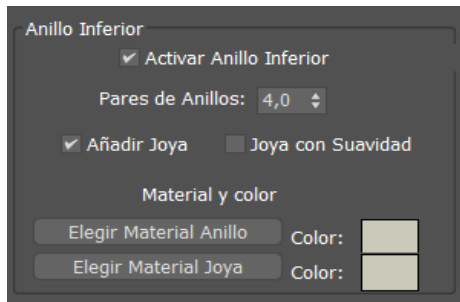 Anillo Inferior
Activar Anillo Inferior
Pares de Anillos: 4,0
Añadir Joya Joya con Suavidad
Material y color
Elegir Material Anillo Color:
Elegir Material Joya Color: